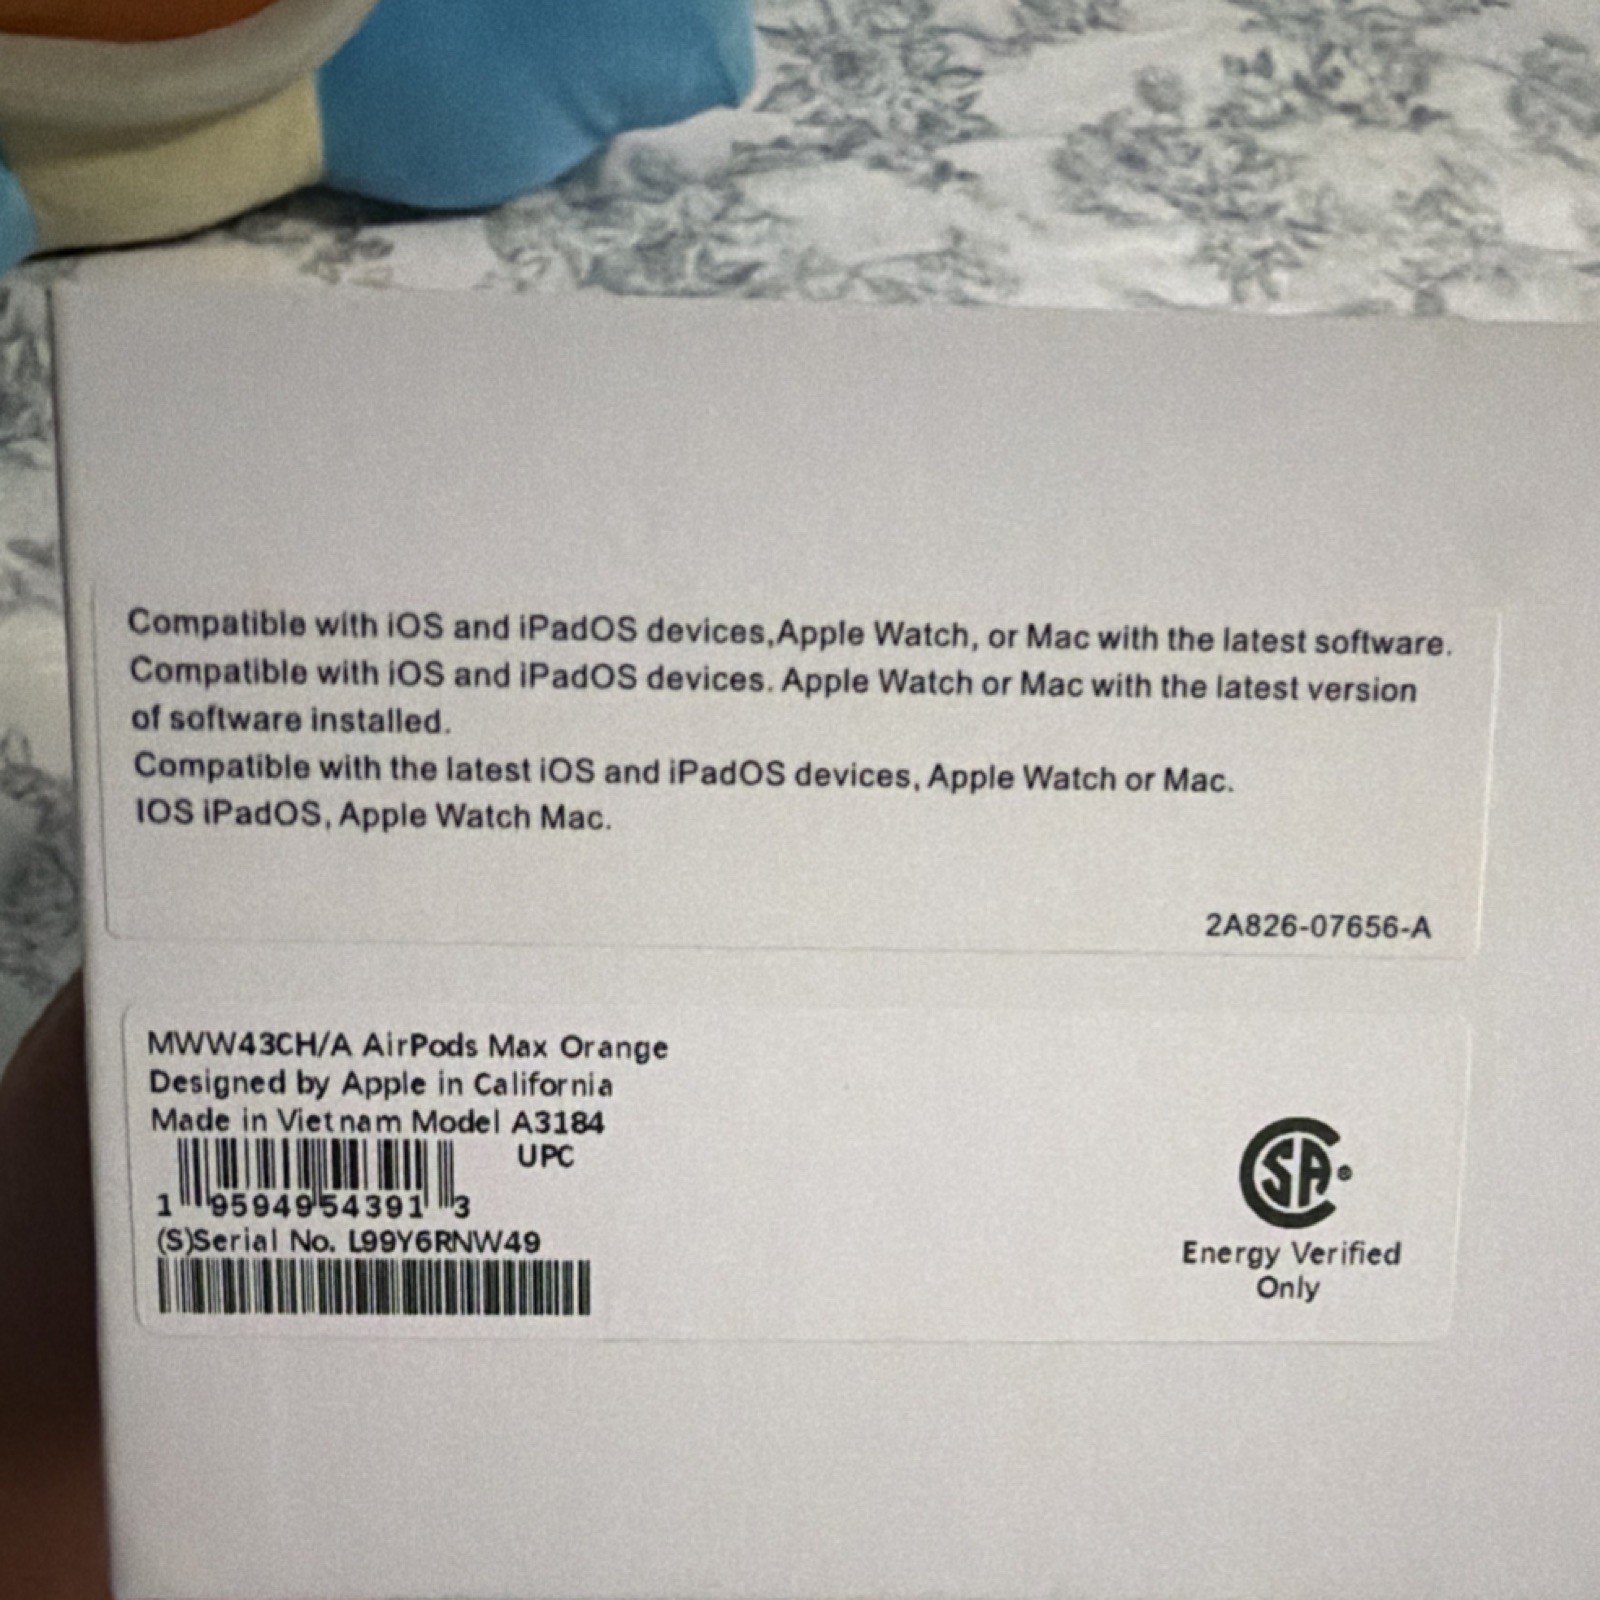 Compatible with iOS and iPadOS devices,Apple Watch, or Mac with the latest software.
Compatible with iOS and iPadOS devices. Apple Watch or Mac with the latest version
of software installed.
Compatible with the latest iOS and iPadOS devices, Apple Watch or Mac.
IOS iPadOS, Apple Watch Mac.
2A826-07656-A
MWW43CH/A AirPods Max Orange
Designed by Apple in California
Made in Vietnam Model A3184
UPC
1 95949 54391 3
(S)Serial No. L99Y6RNW49
SA
Energy Verified
Only